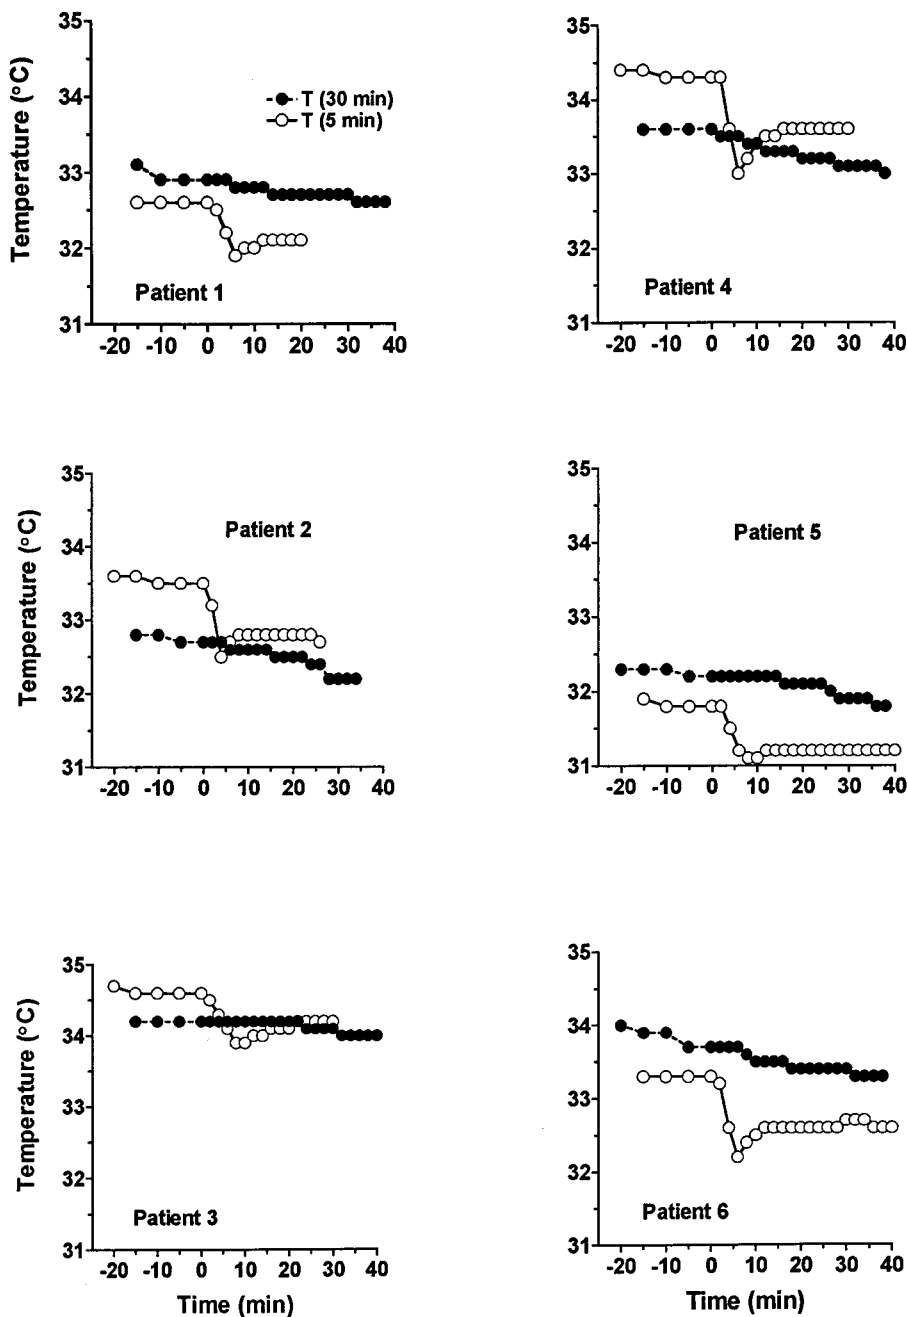 35
34
33
32
31
Temperature (°C)
T (30 min)
T (5 min)
Patient 1
-20 -10 0 10 20 30 40
35
34
33
32
31
Patient 4
-20 -10 0 10 20 30 40
35
34
33
32
31
Temperature (°C)
Patient 2
-20 -10 0 10 20 30 40
35
34
33
32
31
Patient 5
-20 -10 0 10 20 30 40
35
34
33
32
31
Temperature (°C)
Patient 3
-20 -10 0 10 20 30 40
Time (min)
35
34
33
32
31
Patient 6
-20 -10 0 10 20 30 40
Time (min)